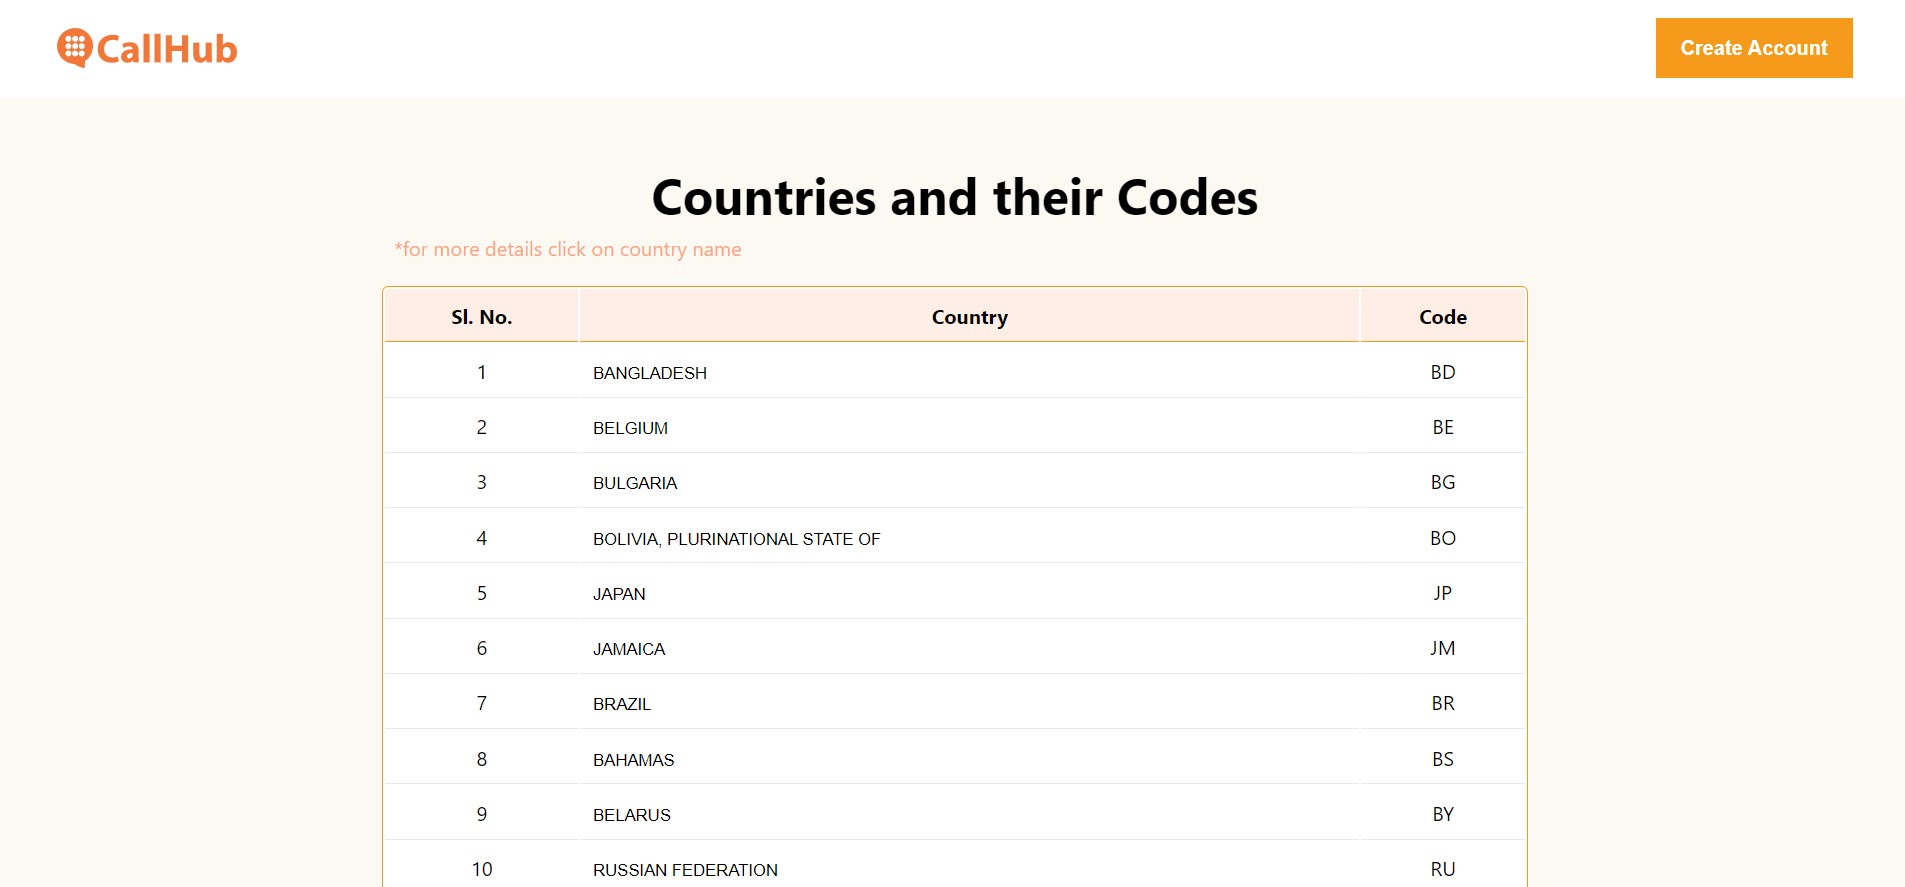 CallHub
Create Account
Countries and their Codes
*for more details click on country name
Sl. No. Country Code
1 BANGLADESH BD
2 BELGIUM BE
3 BULGARIA BG
4 BOLIVIA, PLURINATIONAL STATE OF BO
5 JAPAN JP
6 JAMAICA JM
7 BRAZIL BR
8 BAHAMAS BS
9 BELARUS BY
10 RUSSIAN FEDERATION RU